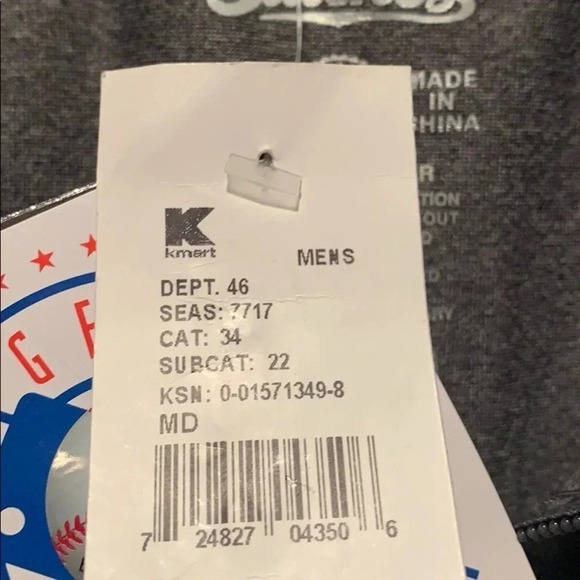 MADE
IN
CHINA
OUT
G E
K
kmart
MENS
DEPT. 46
SEAS: 7717
CAT: 34
SUBCAT: 22
KSN: 0-01571349-8
MD
7 24827 04350 6